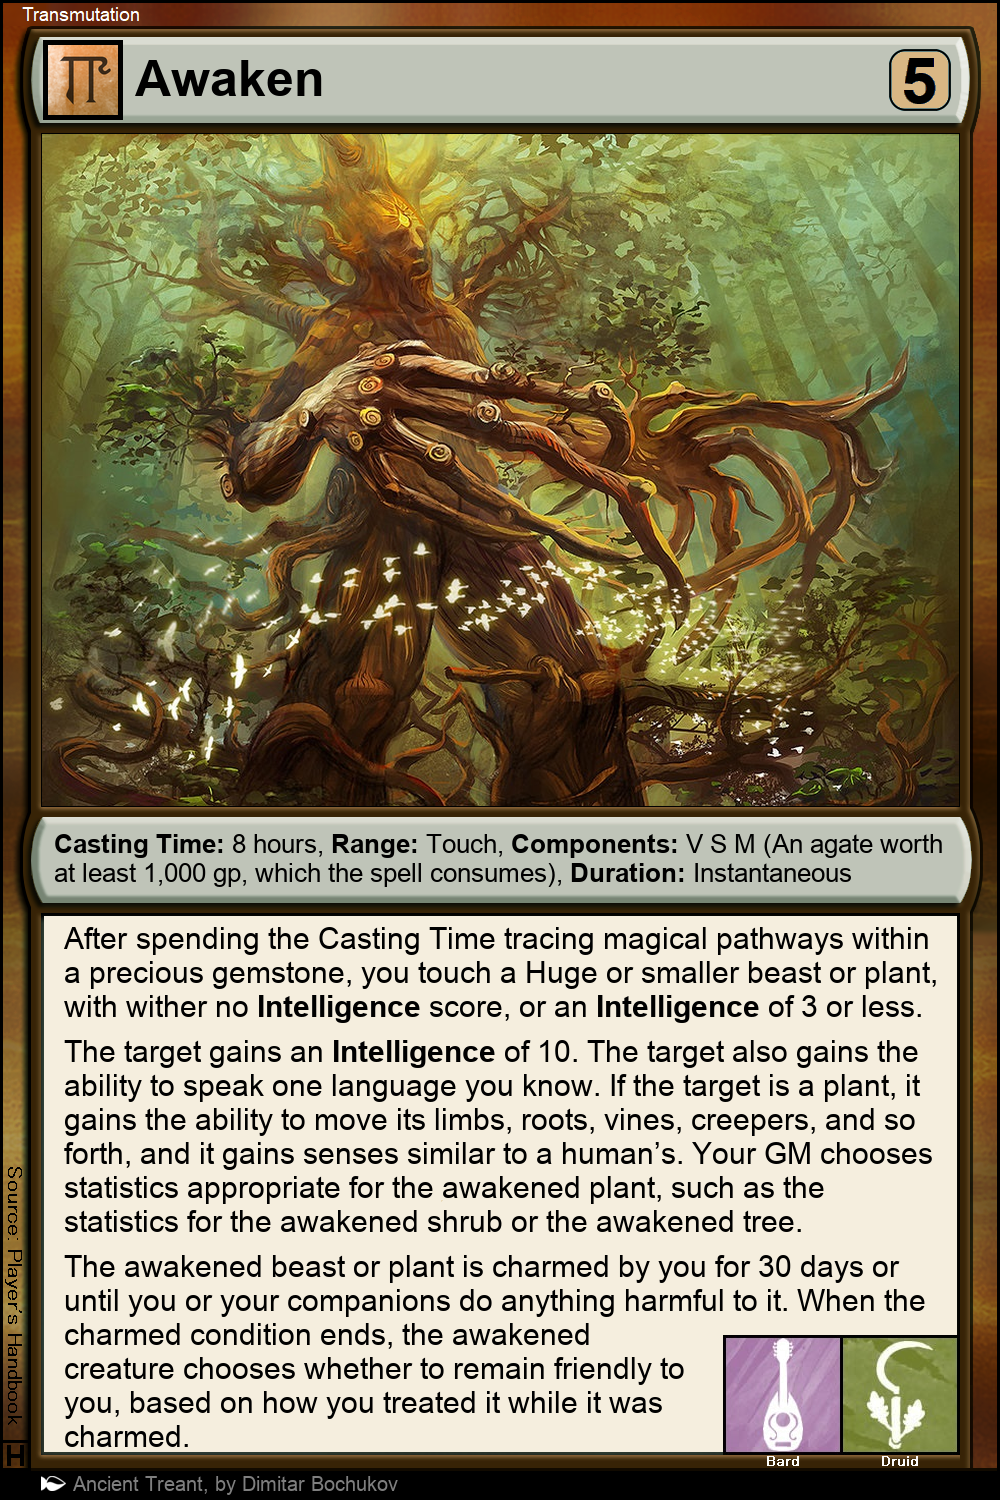 Transmutation
Awaken
5
Casting Time: 8 hours, Range: Touch, Components: V S M (An agate worth
at least 1,000 gp, which the spell consumes), Duration: Instantaneous
After spending the Casting Time tracing magical pathways within
a precious gemstone, you touch a Huge or smaller beast or plant,
with wither no Intelligence score, or an Intelligence of 3 or less.
The target gains an Intelligence of 10. The target also gains the
ability to speak one language you know. If the target is a plant, it
gains the ability to move its limbs, roots, vines, creepers, and so
forth, and it gains senses similar to a human’s. Your GM chooses
statistics appropriate for the awakened plant, such as the
statistics for the awakened shrub or the awakened tree.
The awakened beast or plant is charmed by you for 30 days or
until you or your companions do anything harmful to it. When the
charmed condition ends, the awakened
creature chooses whether to remain friendly to
you, based on how you treated it while it was
charmed.
Bard
Druid
Source: Player's Handbook
H
Ancient Treant, by Dimitar Bochukov